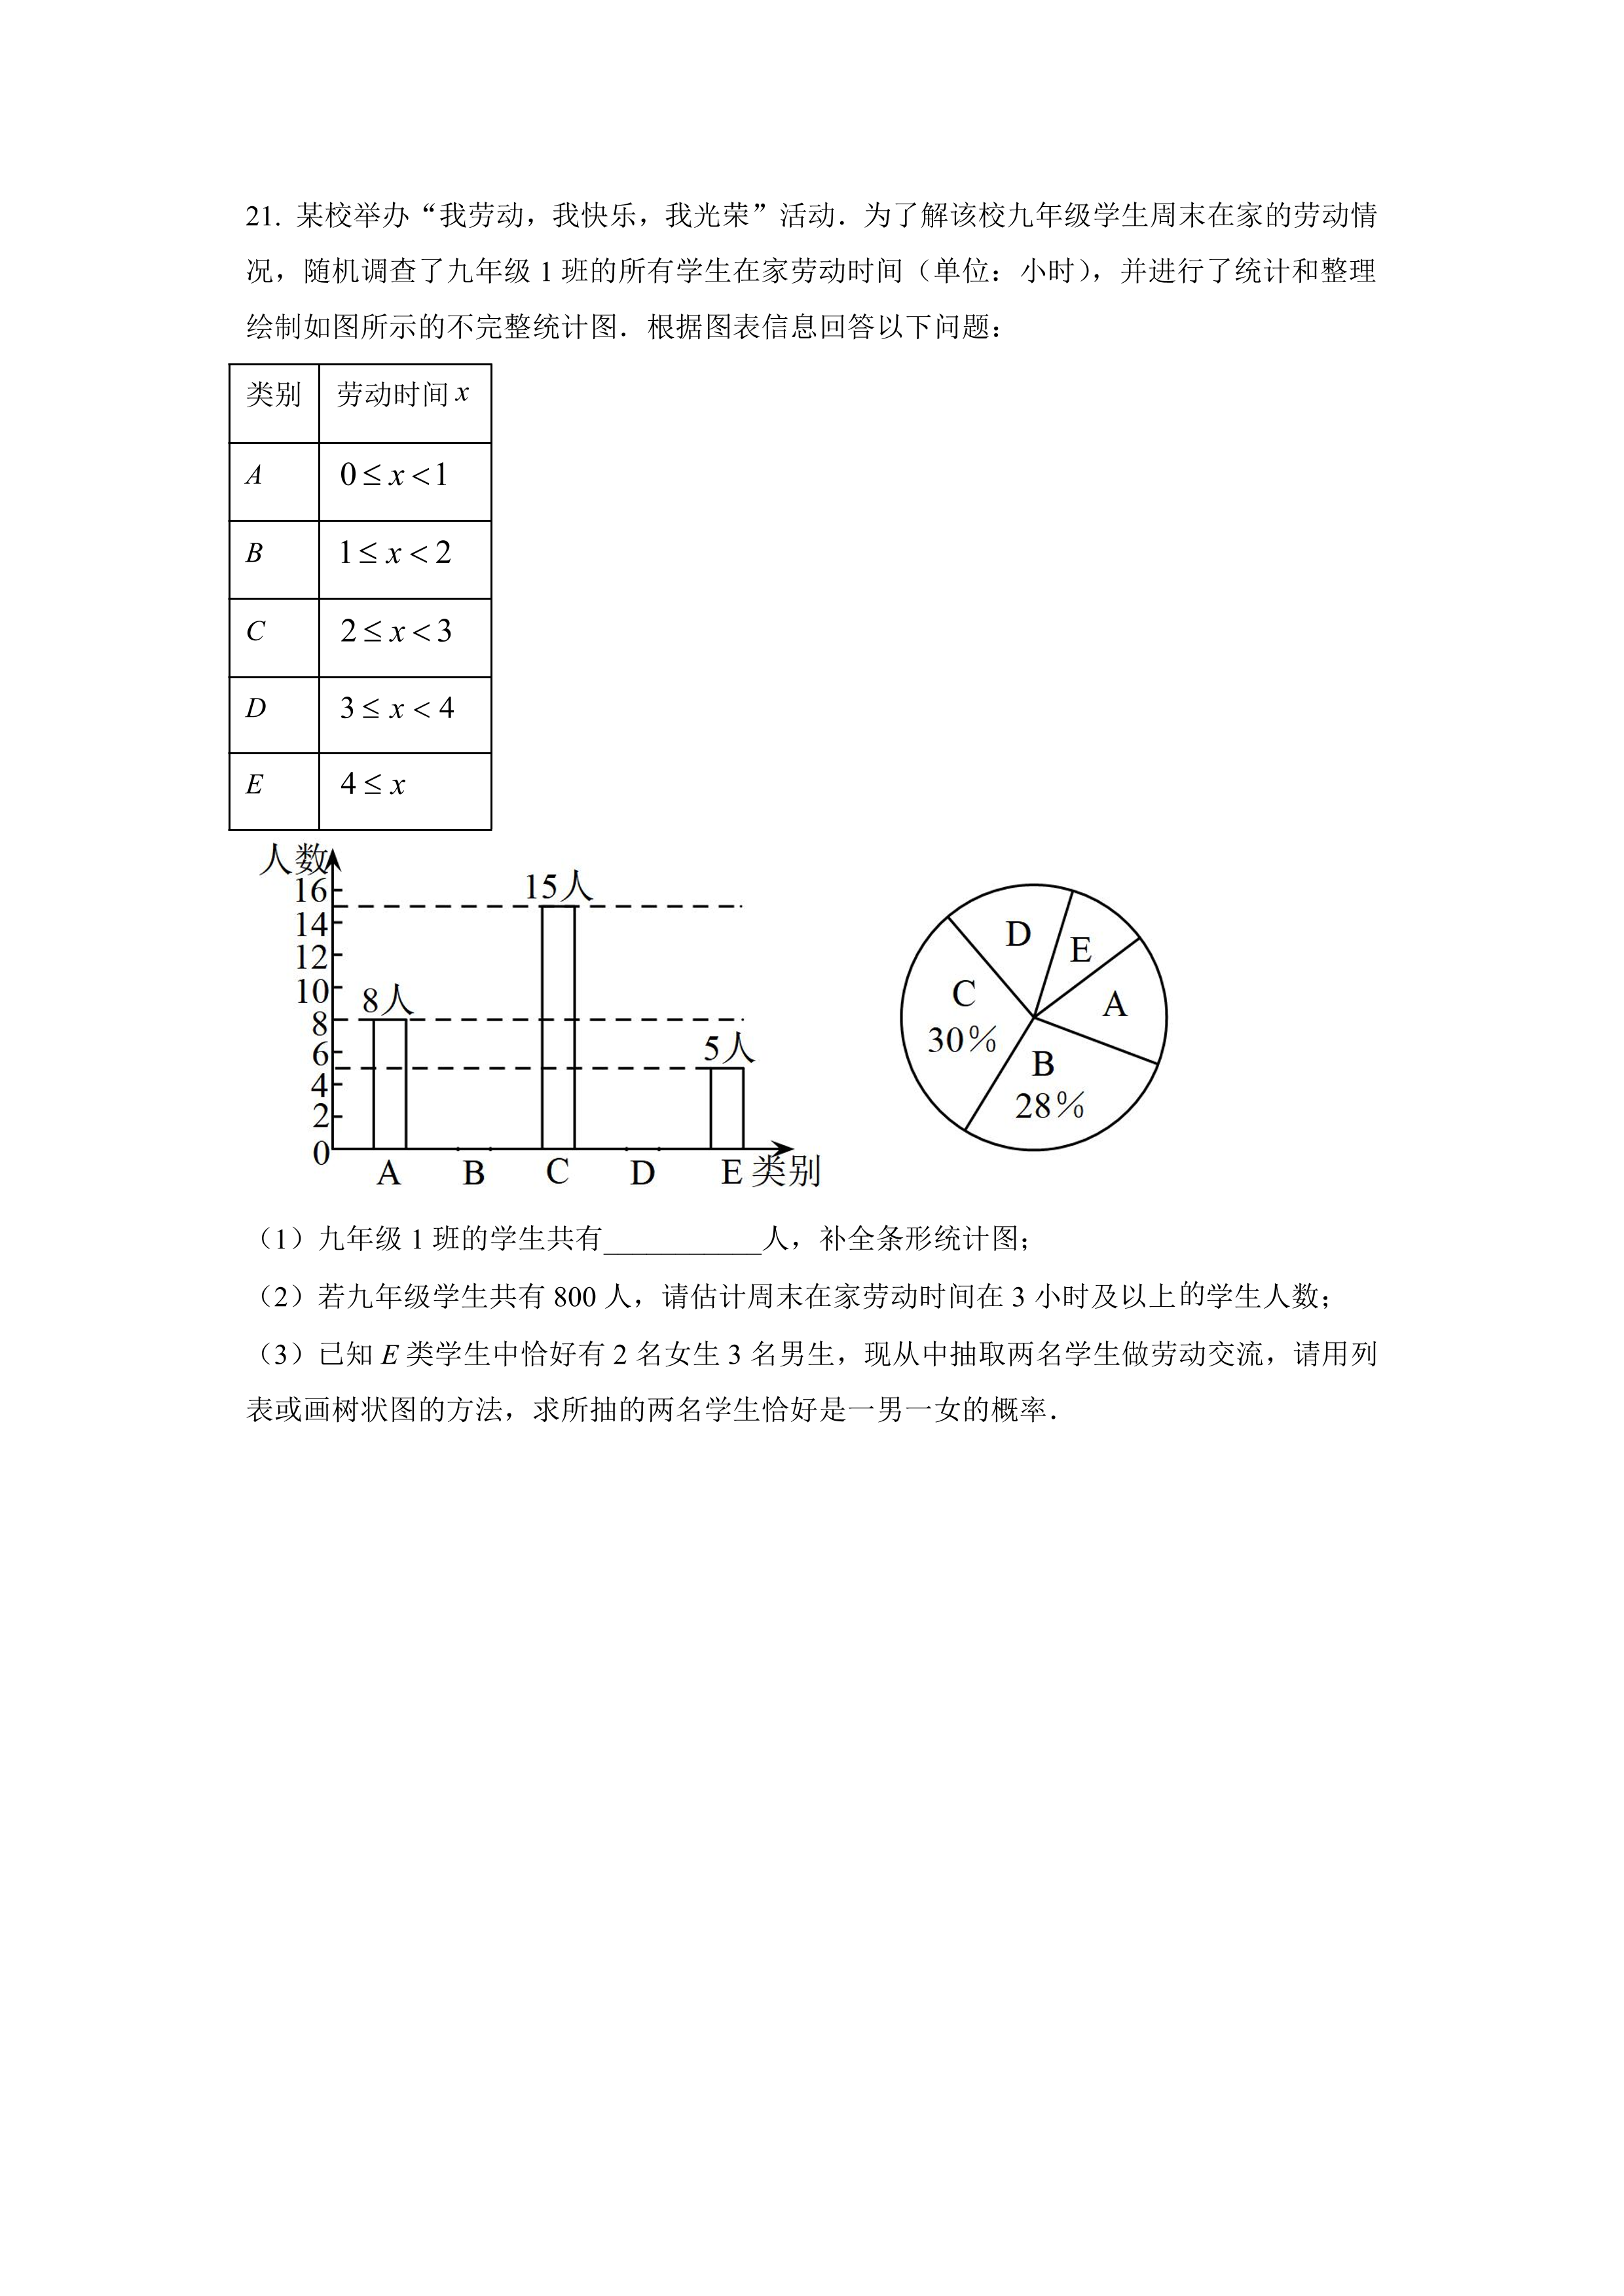 21. 某校举办“我劳动，我快乐，我光荣”活动．为了解该校九年级学生周末在家的劳动情
况，随机调查了九年级 1 班的所有学生在家劳动时间（单位：小时），并进行了统计和整理
绘制如图所示的不完整统计图．根据图表信息回答以下问题：
类别 劳动时间 x
A 0 ≤ x < 1
B 1 ≤ x < 2
C 2 ≤ x < 3
D 3 ≤ x < 4
E 4 ≤ x
人数
16
14
12
10
8
6
4
2
0
8人
15人
5人
A B C D E 类别
D
E
C
30%
A
B
28%
（1）九年级 1 班的学生共有___________人，补全条形统计图；
（2）若九年级学生共有 800 人，请估计周末在家劳动时间在 3 小时及以上的学生人数；
（3）已知 E 类学生中恰好有 2 名女生 3 名男生，现从中抽取两名学生做劳动交流，请用列
表或画树状图的方法，求所抽的两名学生恰好是一男一女的概率．